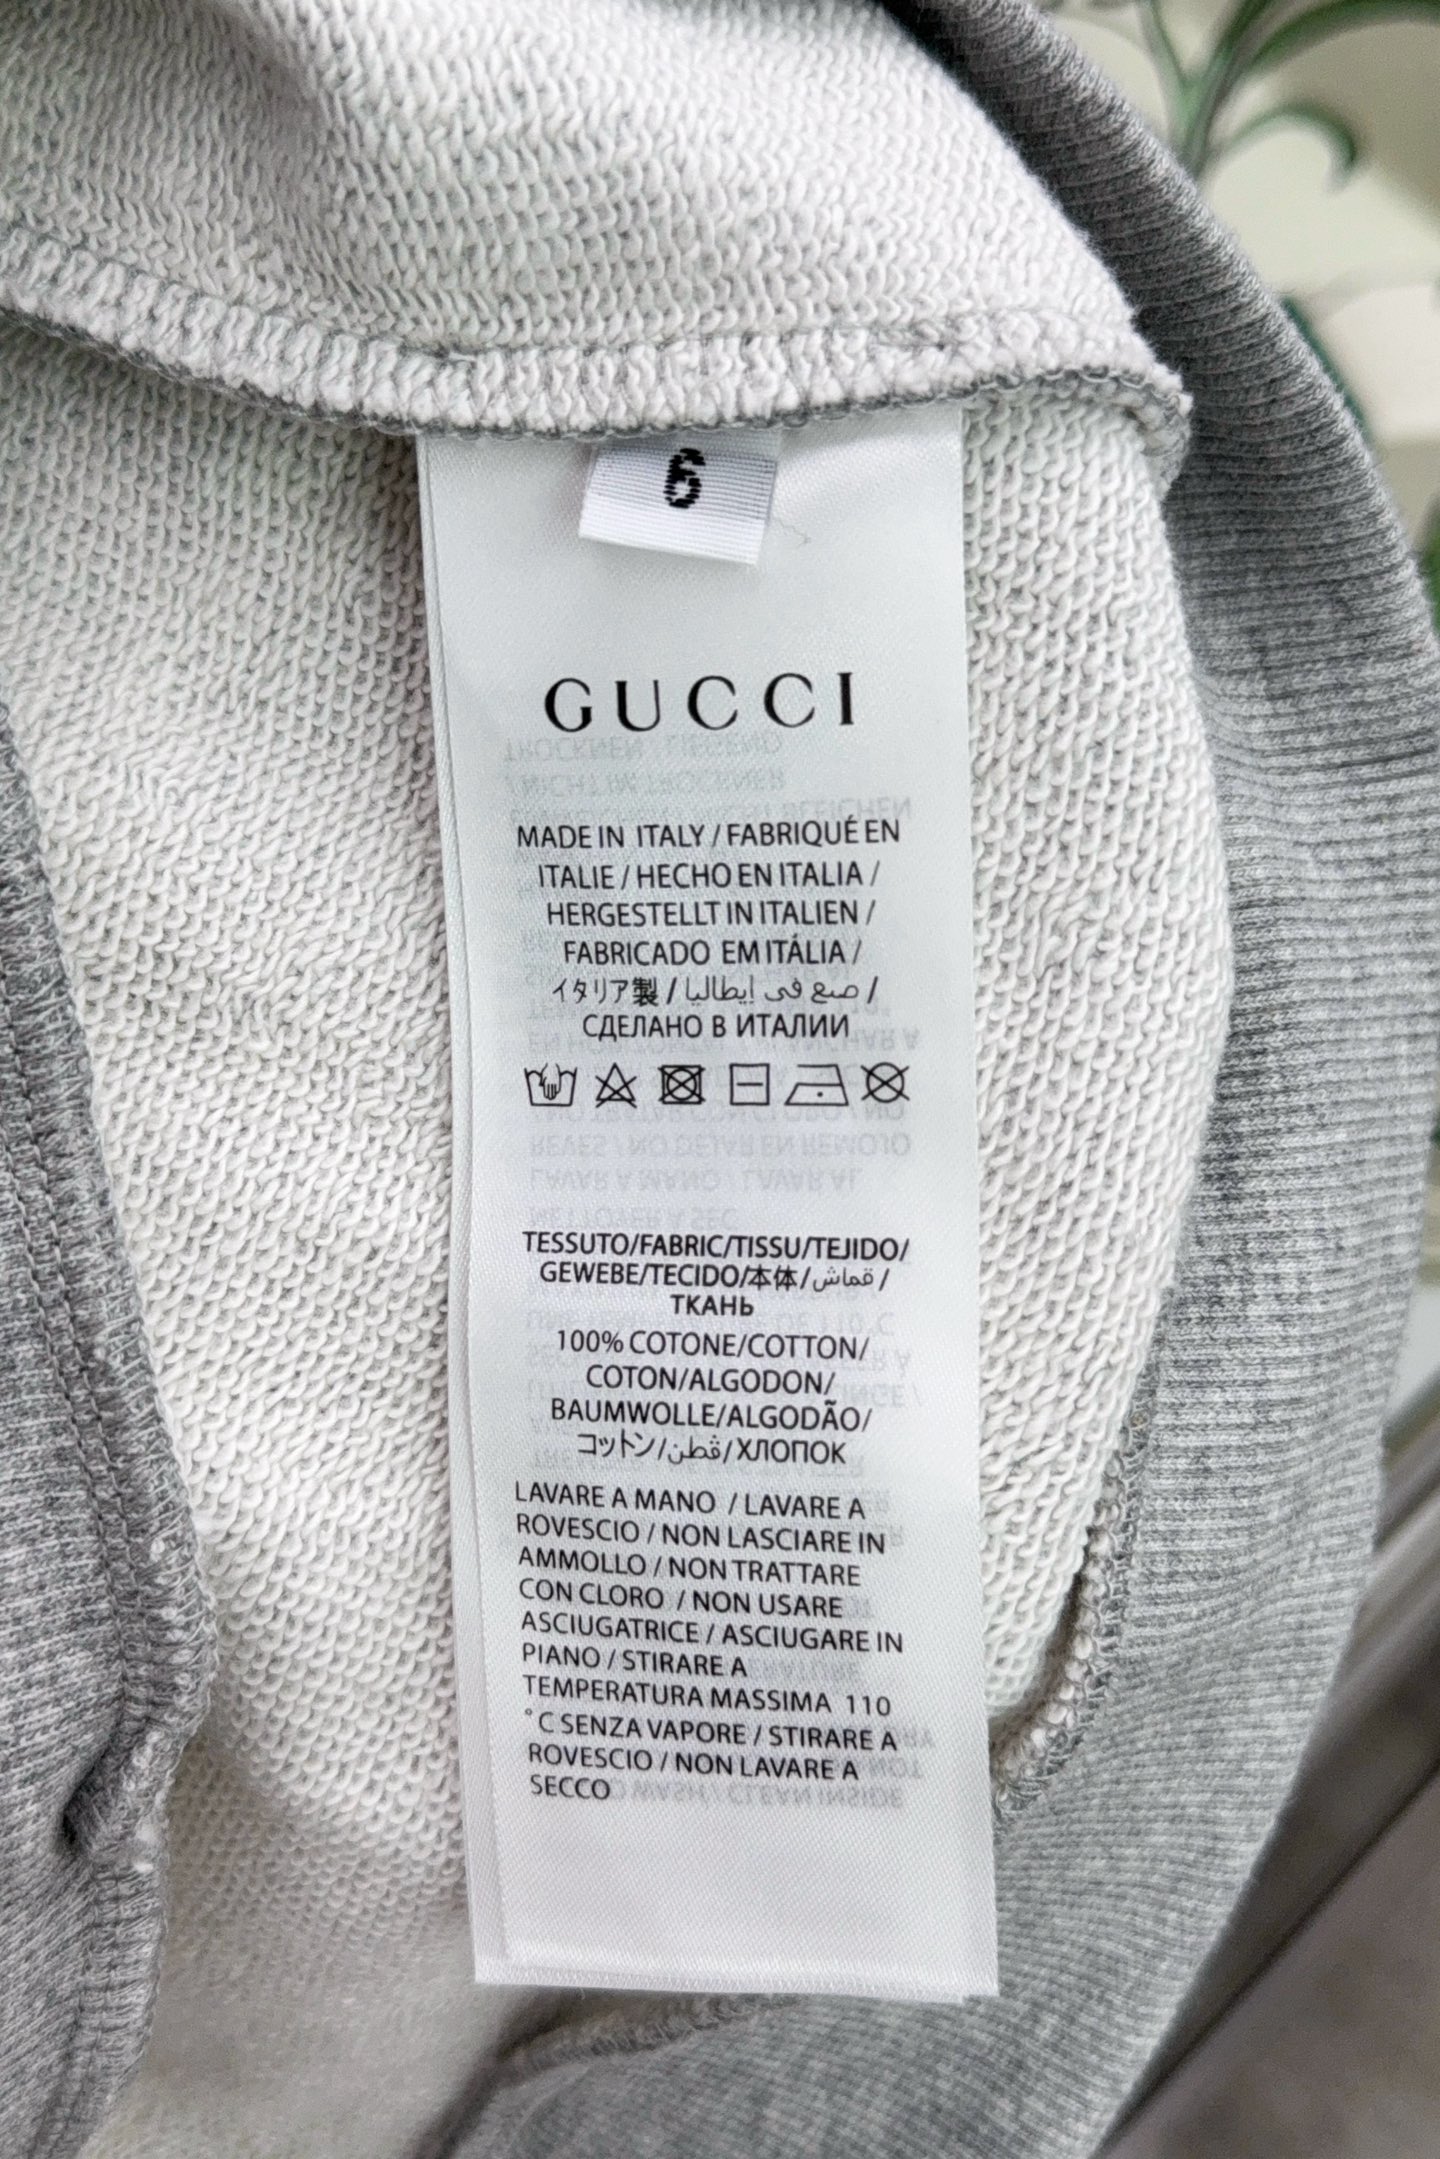 6
GUCCI
MADE IN ITALY / FABRIQUÉ EN
ITALIE / HECHO EN ITALIA /
HERGESTELLT IN ITALIEN /
FABRICADO EM ITÁLIA /
イタリア製 / صنع في إيطاليا /
СДЕЛАНО В ИТАЛИИ
TESSUTO/FABRIC/TISSU/TEJIDO/
GEWEBE/TECIDO/本体/قماش/
ТКАНЬ
100% COTONE/COTTON/
COTON/ALGODON/
BAUMWOLLE/ALGODÃO/
コットン/قطن/ХЛОПОК
LAVARE A MANO / LAVARE A
ROVESCIO / NON LASCIARE IN
AMMOLLO / NON TRATTARE
CON CLORO / NON USARE
ASCIUGATRICE / ASCIUGARE IN
PIANO / STIRARE A
TEMPERATURA MASSIMA 110
°C SENZA VAPORE / STIRARE A
ROVESCIO / NON LAVARE A
SECCO